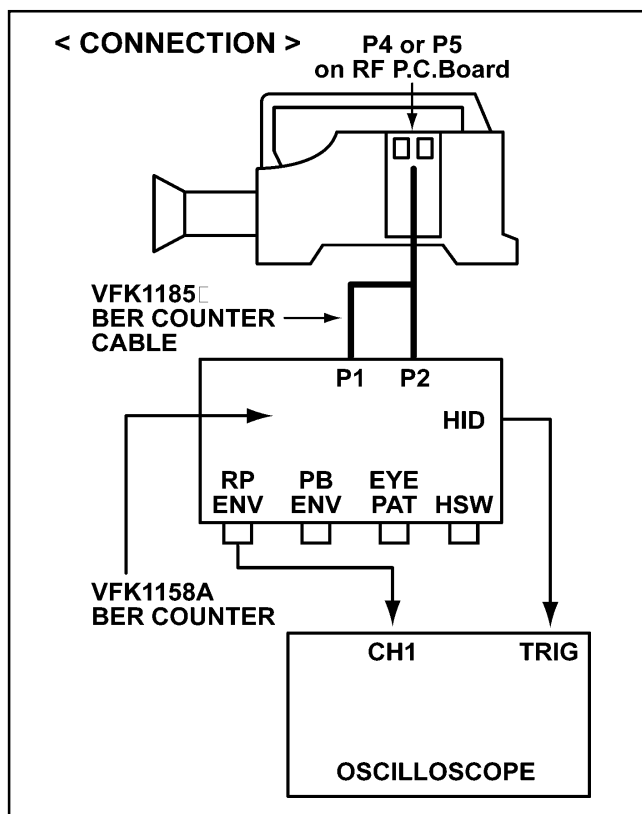 < CONNECTION >
P4 or P5
on RF P.C.Board
VFK1185
BER COUNTER
CABLE
P1 P2
HID
RP PB EYE
ENV ENV PAT HSW
VFK1158A
BER COUNTER
CH1 TRIG
OSCILLOSCOPE